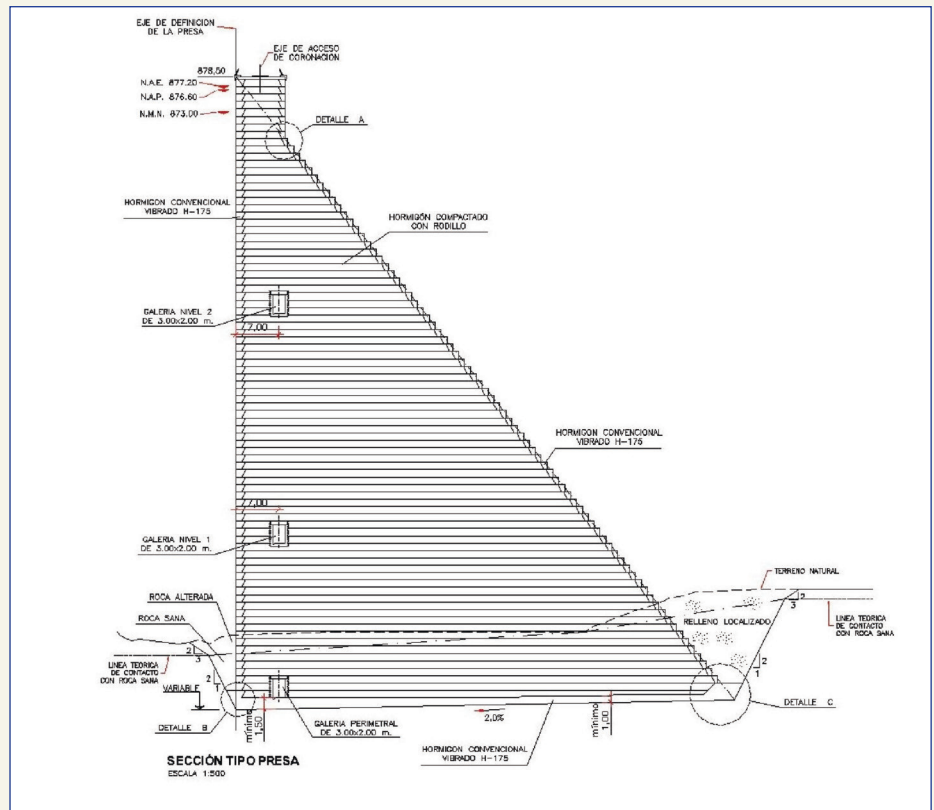 EJE DE DEFINICION
DE LA PRESA
EJE DE ACCESO
DE CORONACIÓN
878,50
N.A.E. 877.20
N.A.P. 876.60
N.M.N. 873.00
DETALLE A
HORMIGON CONVENCIONAL
VIBRADO H-175
HORMIGÓN COMPACTADO
CON RODILLO
GALERIA NIVEL 2
DE 3.00x2.00 m.
7,00
HORMIGON CONVENCIONAL
VIBRADO H-175
7,00
GALERIA NIVEL 1
DE 3.00x2.00 m.
TERRENO NATURAL
ROCA ALTERADA
2
3
LINEA TEORICA
DE CONTACTO
CON ROCA SANA
RELLENO LOCALIZADO
ROCA SANA
2
3
LINEA TEORICA
DE CONTACTO
CON ROCA SANA
2
1
2
1
VARIABLE
DETALLE B
mínimo
1,50
GALERIA PERIMETRAL
DE 3.00x2.00 m.
2,0%
mínimo
1,00
DETALLE C
HORMIGON CONVENCIONAL
VIBRADO H-175
SECCIÓN TIPO PRESA
ESCALA 1:500